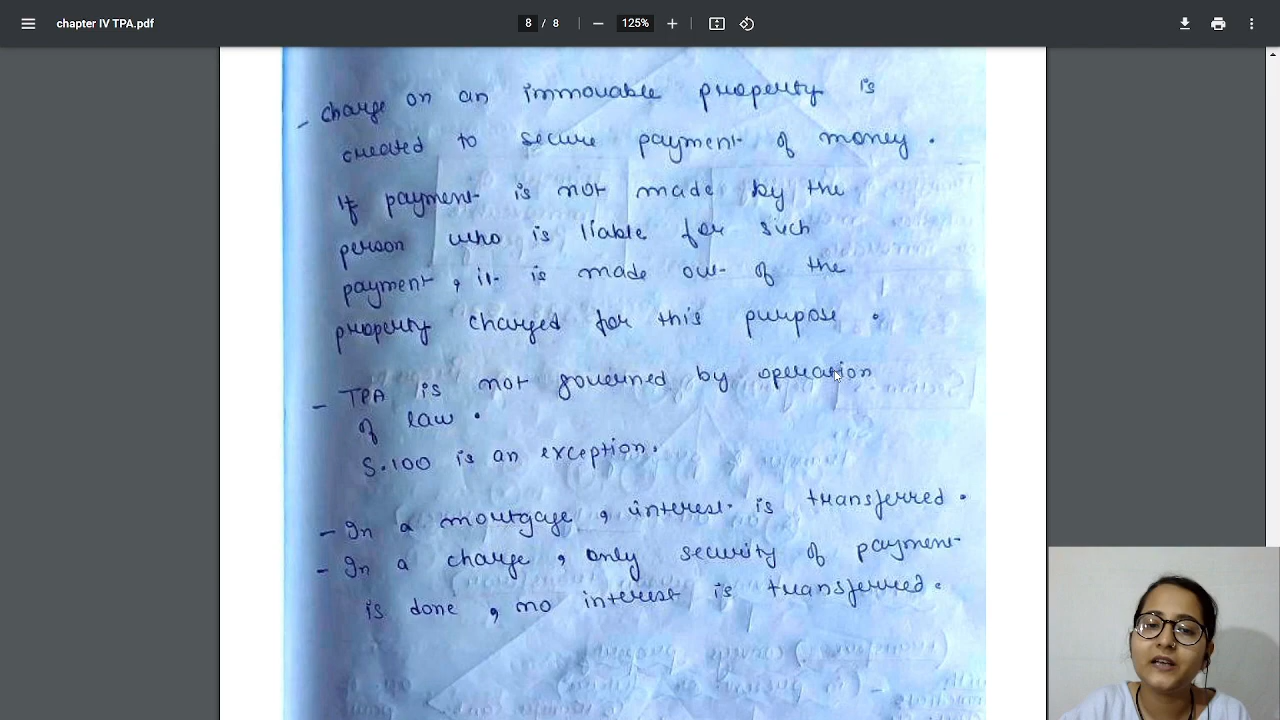 chapter IV TPA.pdf
8 / 8
125%
- charge on an immovable property is
created to secure payment of money.
If payment is not made by the
person who is liable for such
payment, it is made out of the
property charged for this purpose.
- TPA is not governed by operation
of law.
S.100 is an exception.
- In a mortgage, interest is transferred.
- In a charge, only security of payment
is done, no interest is transferred.